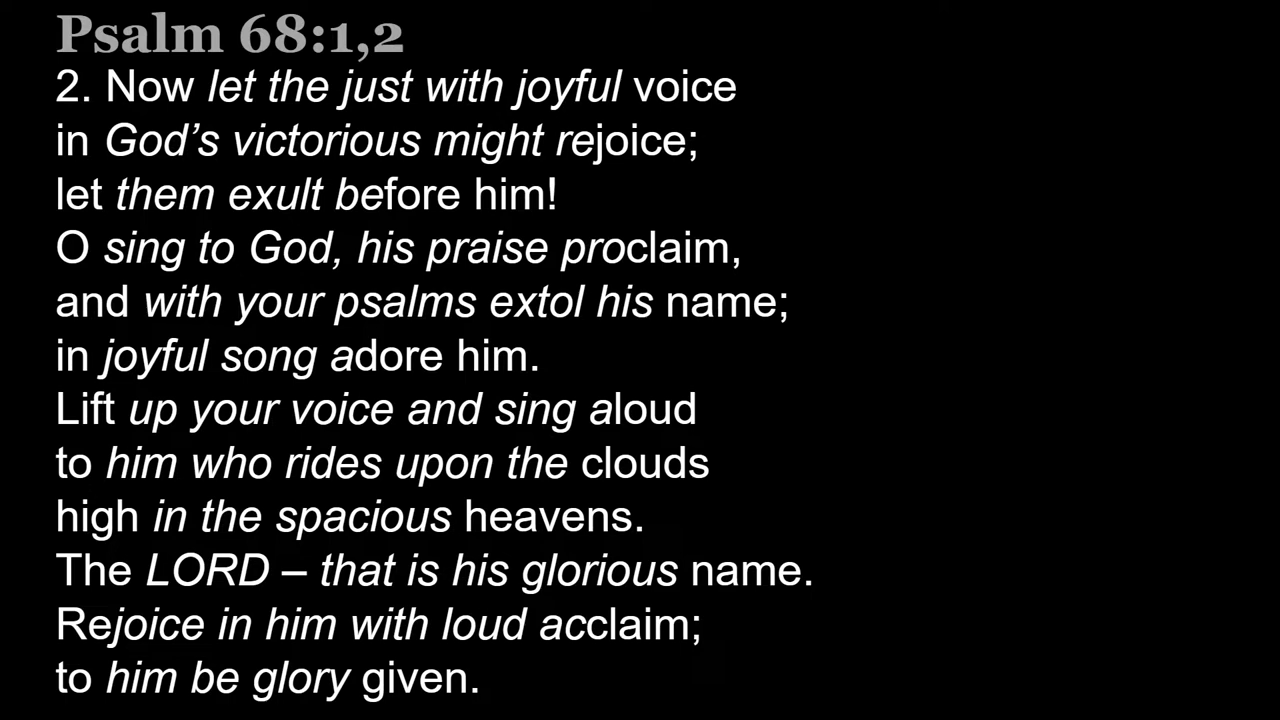 Psalm 68:1,2
2. Now let the just with joyful voice
in God’s victorious might rejoice;
let them exult before him!
O sing to God, his praise proclaim,
and with your psalms extol his name;
in joyful song adore him.
Lift up your voice and sing aloud
to him who rides upon the clouds
high in the spacious heavens.
The LORD – that is his glorious name.
Rejoice in him with loud acclaim;
to him be glory given.